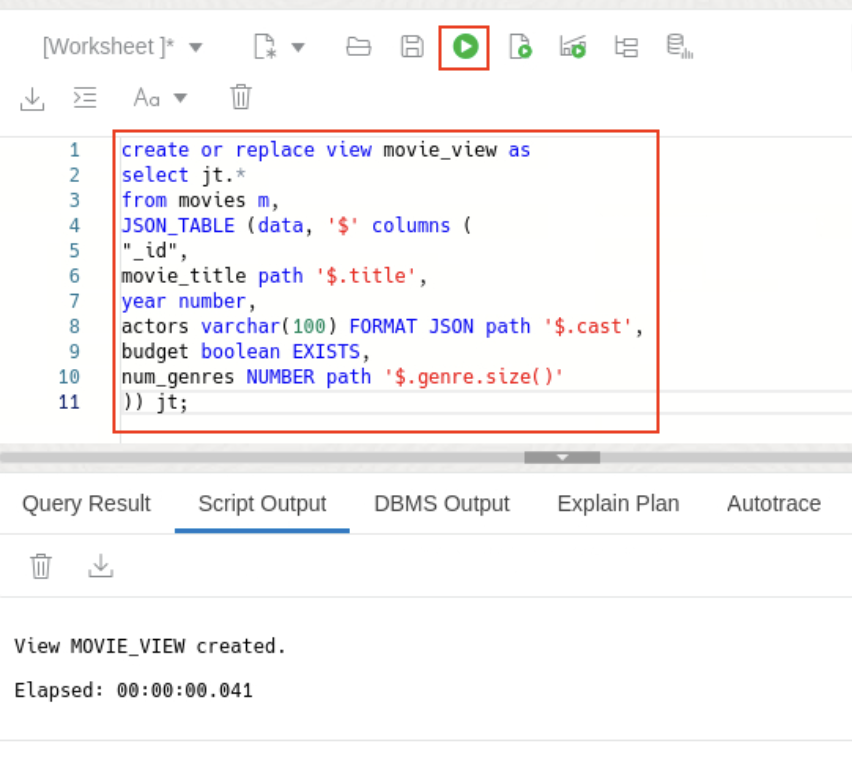 [Worksheet ]*
Aa
1 create or replace view movie_view as
2 select jt.*
3 from movies m,
4 JSON_TABLE (data, '$' columns (
5 "_id",
6 movie_title path '$.title',
7 year number,
8 actors varchar(100) FORMAT JSON path '$.cast',
9 budget boolean EXISTS,
10 num_genres NUMBER path '$.genre.size()'
11 )) jt;
Query Result Script Output DBMS Output Explain Plan Autotrace
View MOVIE_VIEW created.
Elapsed: 00:00:00.041